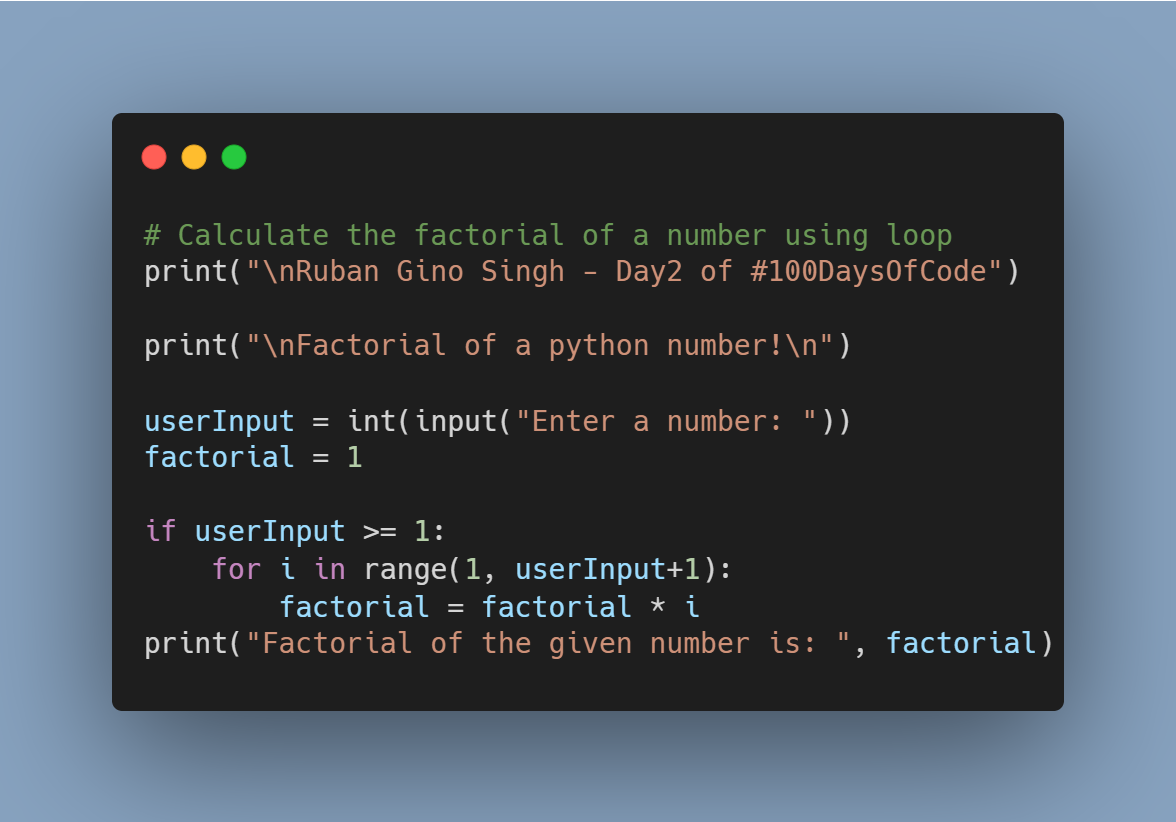 # Calculate the factorial of a number using loop
print("\nRuban Gino Singh - Day2 of #100DaysOfCode")
print("\nFactorial of a python number!\n")
userInput = int(input("Enter a number: "))
factorial = 1
if userInput >= 1:
    for i in range(1, userInput+1):
        factorial = factorial * i
print("Factorial of the given number is: ", factorial)